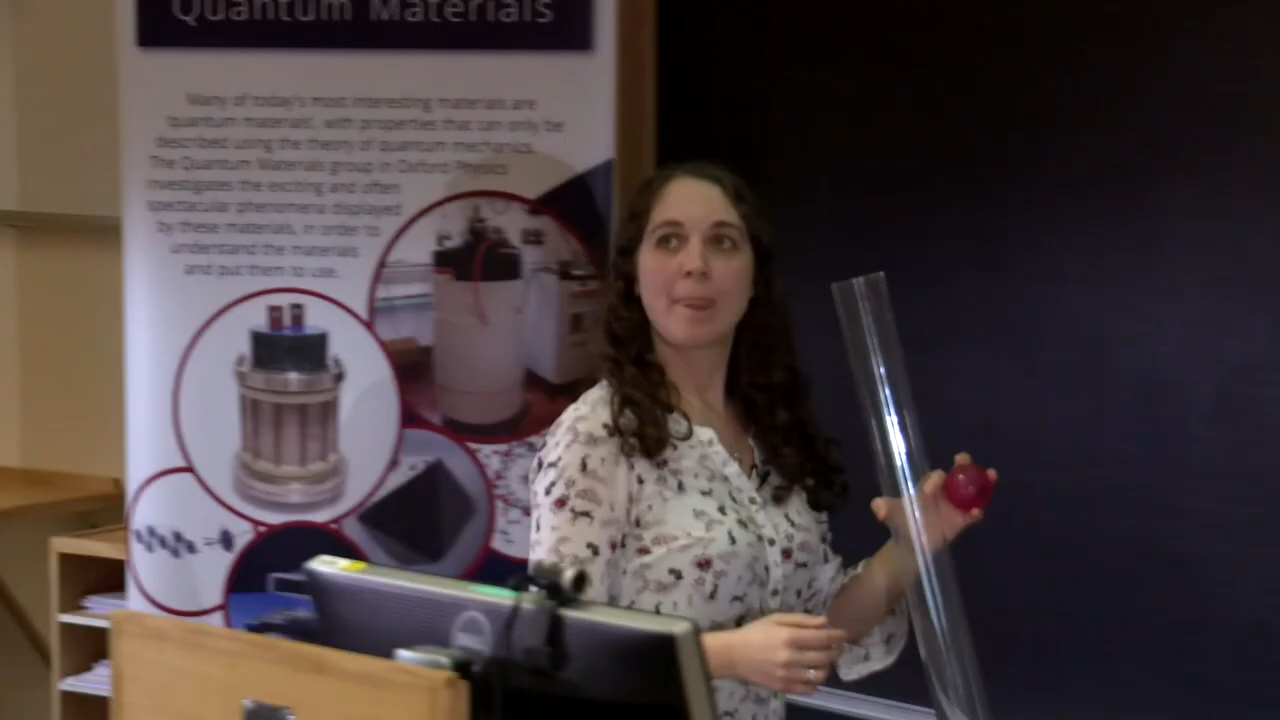 Quantum Materials
Many of today's most interesting materials are
'quantum materials', with properties that can only be
described using the theory of quantum mechanics.
The Quantum Materials group in Oxford Physics
investigates the exciting and often
spectacular phenomena displayed
by these materials, in order to
understand the materials
and put them to use.